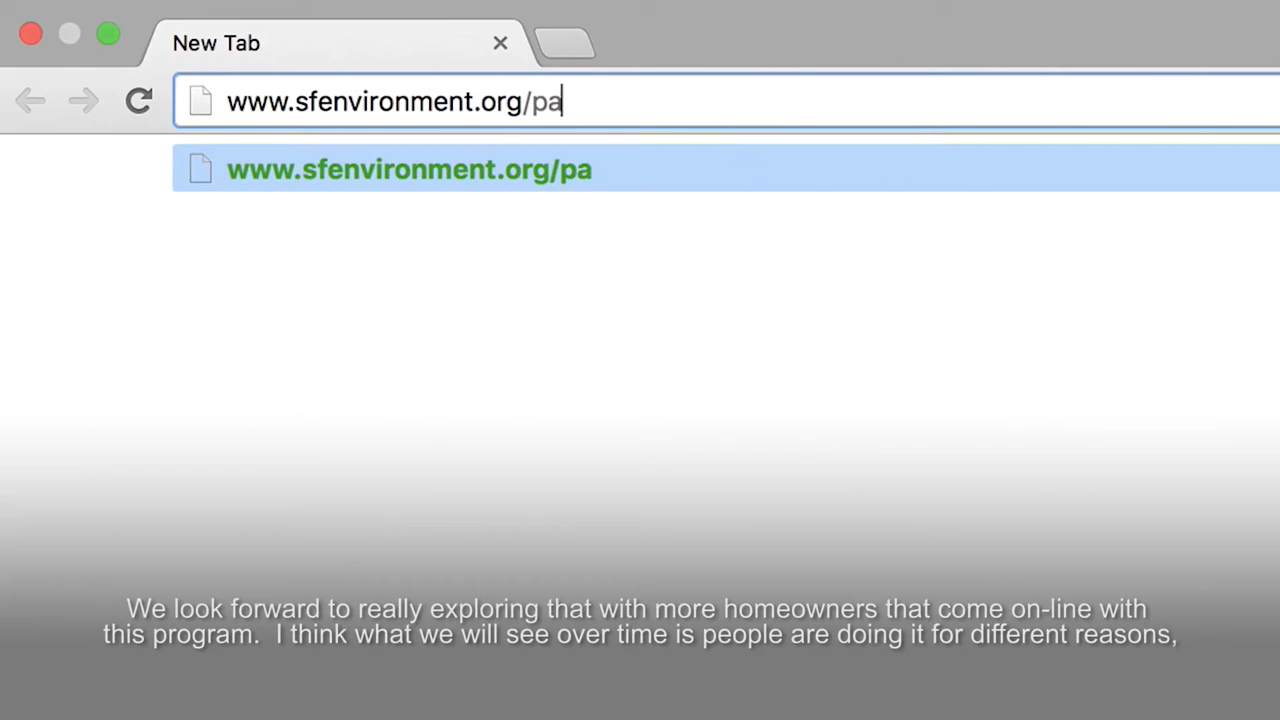 New Tab
www.sfenvironment.org/pa
www.sfenvironment.org/pa
We look forward to really exploring that with more homeowners that come on-line with
this program.  I think what we will see over time is people are doing it for different reasons,